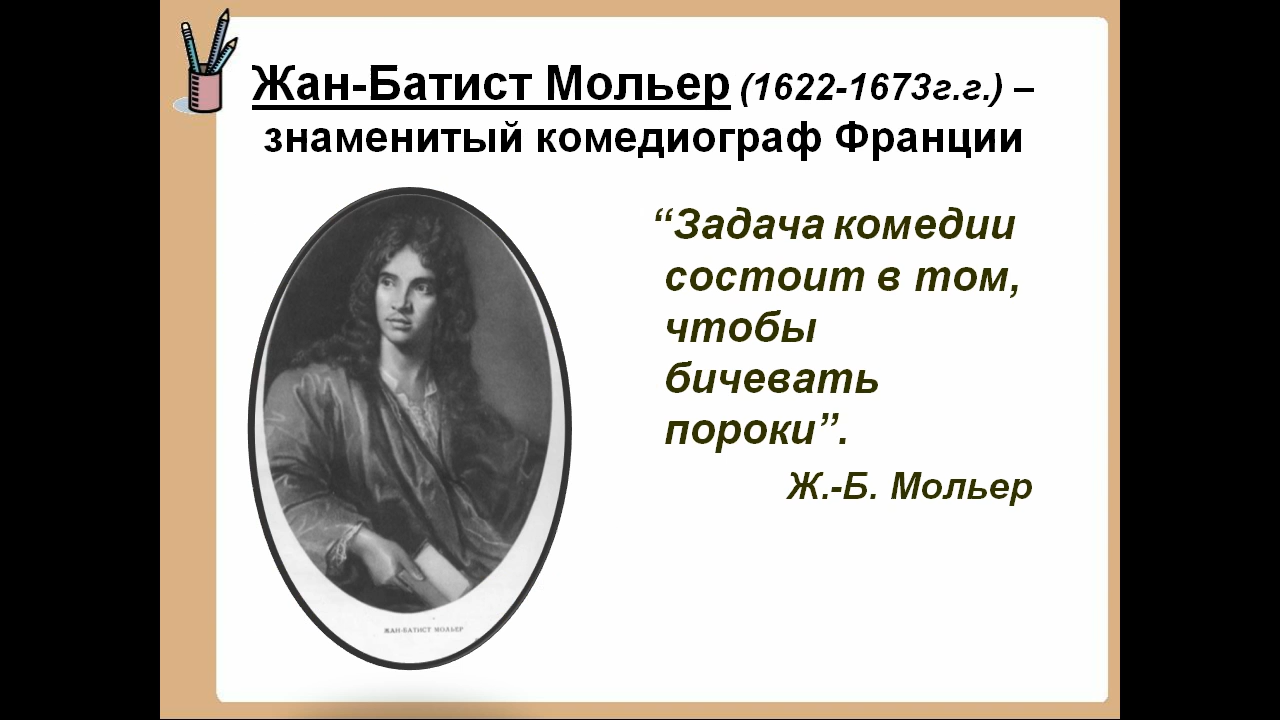 Жан-Батист Мольер (1622-1673г.г.) –
знаменитый комедиограф Франции
“Задача комедии
состоит в том,
чтобы
бичевать
пороки”.
Ж.-Б. Мольер
ЖАН-БАТИСТ МОЛЬЕР